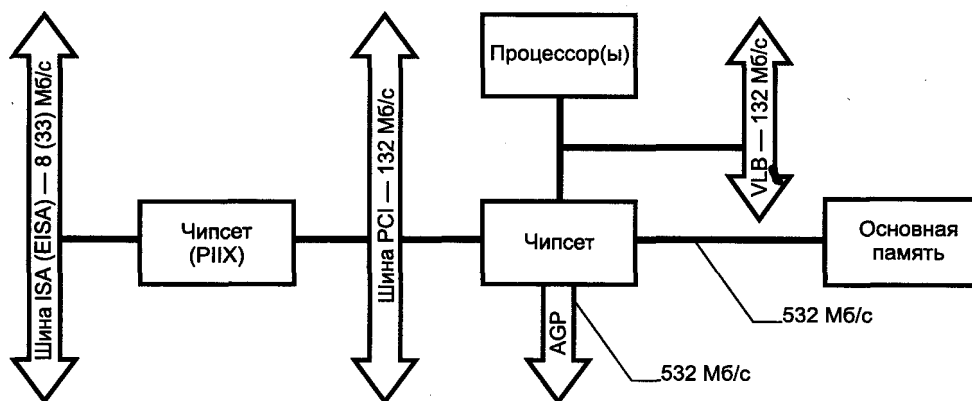 Шина ISA (EISA) — 8 (33) Мб/с
Чипсет
(PIIX)
Шина PCI — 132 Мб/с
Процессор(ы)
VLB — 132 Мб/с
Чипсет
Основная
память
AGP
532 Мб/с
532 Мб/с